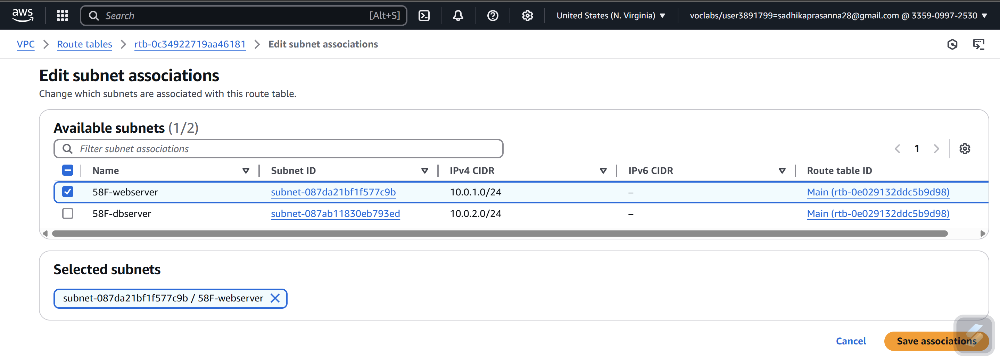 aws Search [Alt+S] United States (N. Virginia) voclabs/user3891799=sadhikaprasanna28@gmail.com @ 3359-0997-2530
VPC Route tables rtb-0c34922719aa46181 Edit subnet associations
Edit subnet associations
Change which subnets are associated with this route table.
Available subnets (1/2)
Filter subnet associations 1
Name Subnet ID IPv4 CIDR IPv6 CIDR Route table ID
58F-webserver subnet-087da21bf1f577c9b 10.0.1.0/24 – Main (rtb-0e029132ddc5b9d98)
58F-dbserver subnet-087ab11830eb793ed 10.0.2.0/24 – Main (rtb-0e029132ddc5b9d98)
Selected subnets
subnet-087da21bf1f577c9b / 58F-webserver
Cancel Save associations